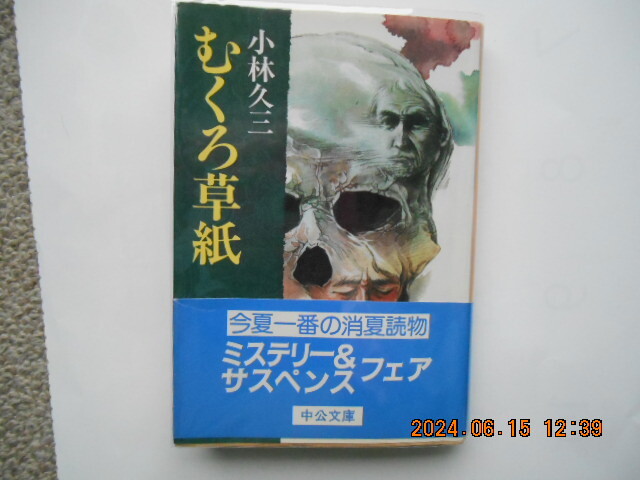 小林久三
むくろ草紙
今夏一番の消夏読物
ミステリー&
サスペンスフェア
中公文庫
2024.06.15 12:39